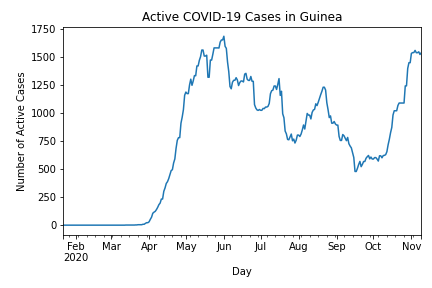 Active COVID-19 Cases in Guinea
Number of Active Cases
1750
1500
1250
1000
750
500
250
0
Feb Mar Apr May Jun Jul Aug Sep Oct Nov
2020
Day